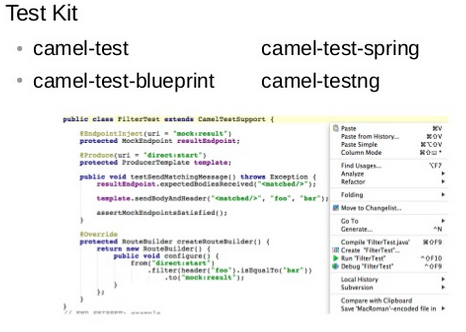 Test Kit
camel-test camel-test-spring
camel-test-blueprint camel-testng
public class FilterTest extends CamelTestSupport {
@EndpointInject(uri = "mock:result")
protected MockEndpoint resultEndpoint;
@Produce(uri = "direct:start")
protected ProducerTemplate template;
public void testSendMatchingMessage() throws Exception {
resultEndpoint.expectedBodiesReceived("<matched/>");
template.sendBodyAndHeader("<matched/>", "foo", "bar");
assertMockEndpointsSatisfied();
}
@Override
protected RouteBuilder createRouteBuilder() {
return new RouteBuilder() {
public void configure() {
from("direct:start")
.filter(header("foo").isEqualTo("bar"))
.to("mock:result");
}
};
}
}
Paste ⌘V
Paste from History... ⌘⇧V
Paste Simple ⌥⌘⇧V
Column Mode ⌘⇧
Find Usages... ⌥F7
Analyze
Refactor
Folding
Move to Changelist...
Go To
Generate... ^N
Compile 'FilterTest.java' ⌘⇧F9
Create "FilterTest"...
Run "FilterTest" ^⇧F10
Debug "FilterTest" ^⇧F9
Local History
Subversion
Compare with Clipboard
Save 'MacRoman'-encoded file in